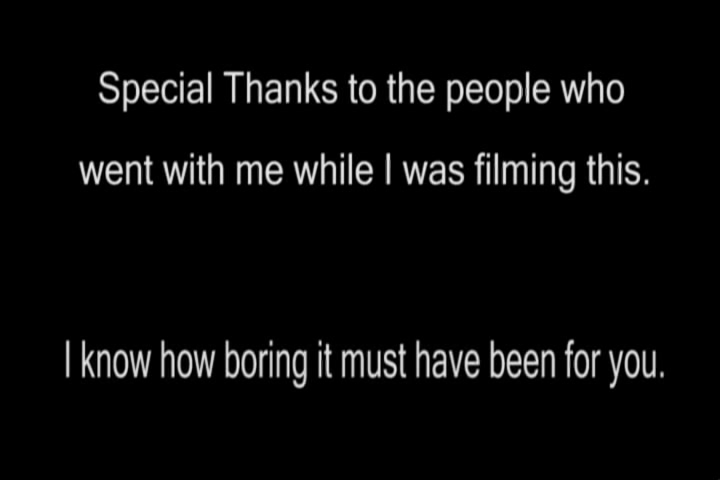 Special Thanks to the people who
went with me while I was filming this.
I know how boring it must have been for you.